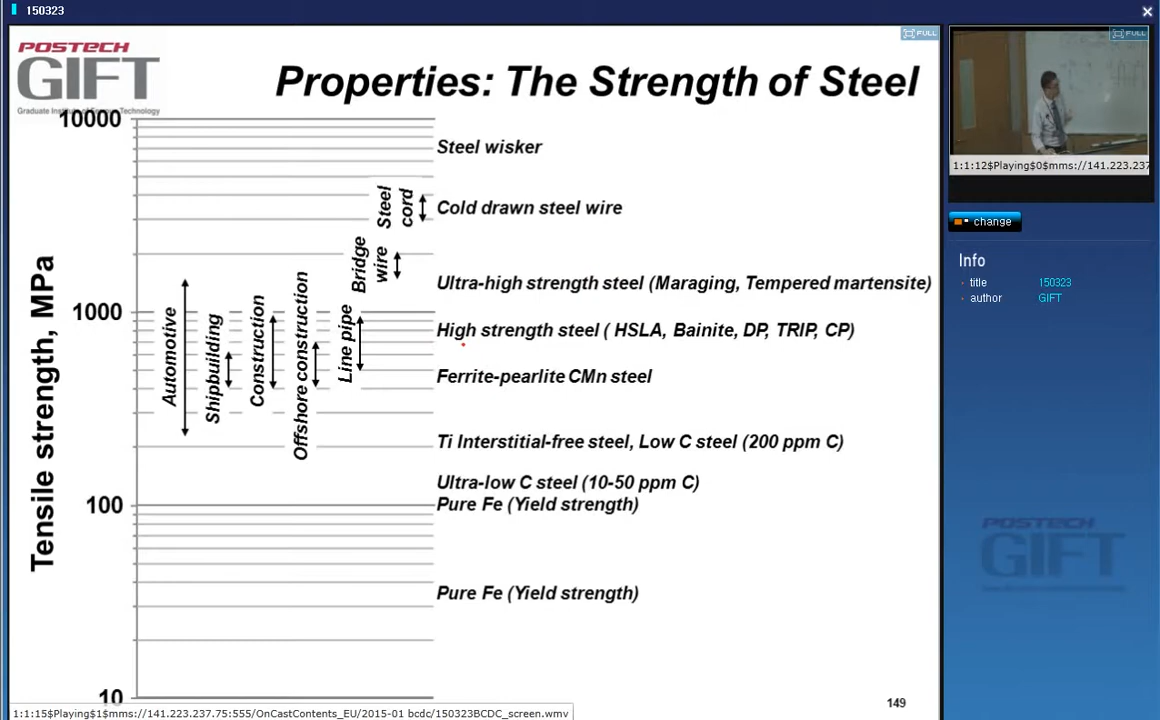 150323
POSTECH
GIFT
Graduate Institute of Ferrous Technology
Properties: The Strength of Steel
FULL
FULL
1:1:12$Playing$0$mms://141.223.237
change
Info
title 150323
author GIFT
Tensile strength, MPa
10000
1000
100
10
Automotive
Shipbuilding
Construction
Offshore construction
Line pipe
Bridge
wire
Steel
cord
Steel wisker
Cold drawn steel wire
Ultra-high strength steel (Maraging, Tempered martensite)
High strength steel ( HSLA, Bainite, DP, TRIP, CP)
Ferrite-pearlite CMn steel
Ti Interstitial-free steel, Low C steel (200 ppm C)
Ultra-low C steel (10-50 ppm C)
Pure Fe (Yield strength)
Pure Fe (Yield strength)
POSTECH
GIFT
149
1:1:15$Playing$1$mms://141.223.237.75:555/OnCastContents_EU/2015-01 bcdc/150323BCDC_screen.wmv